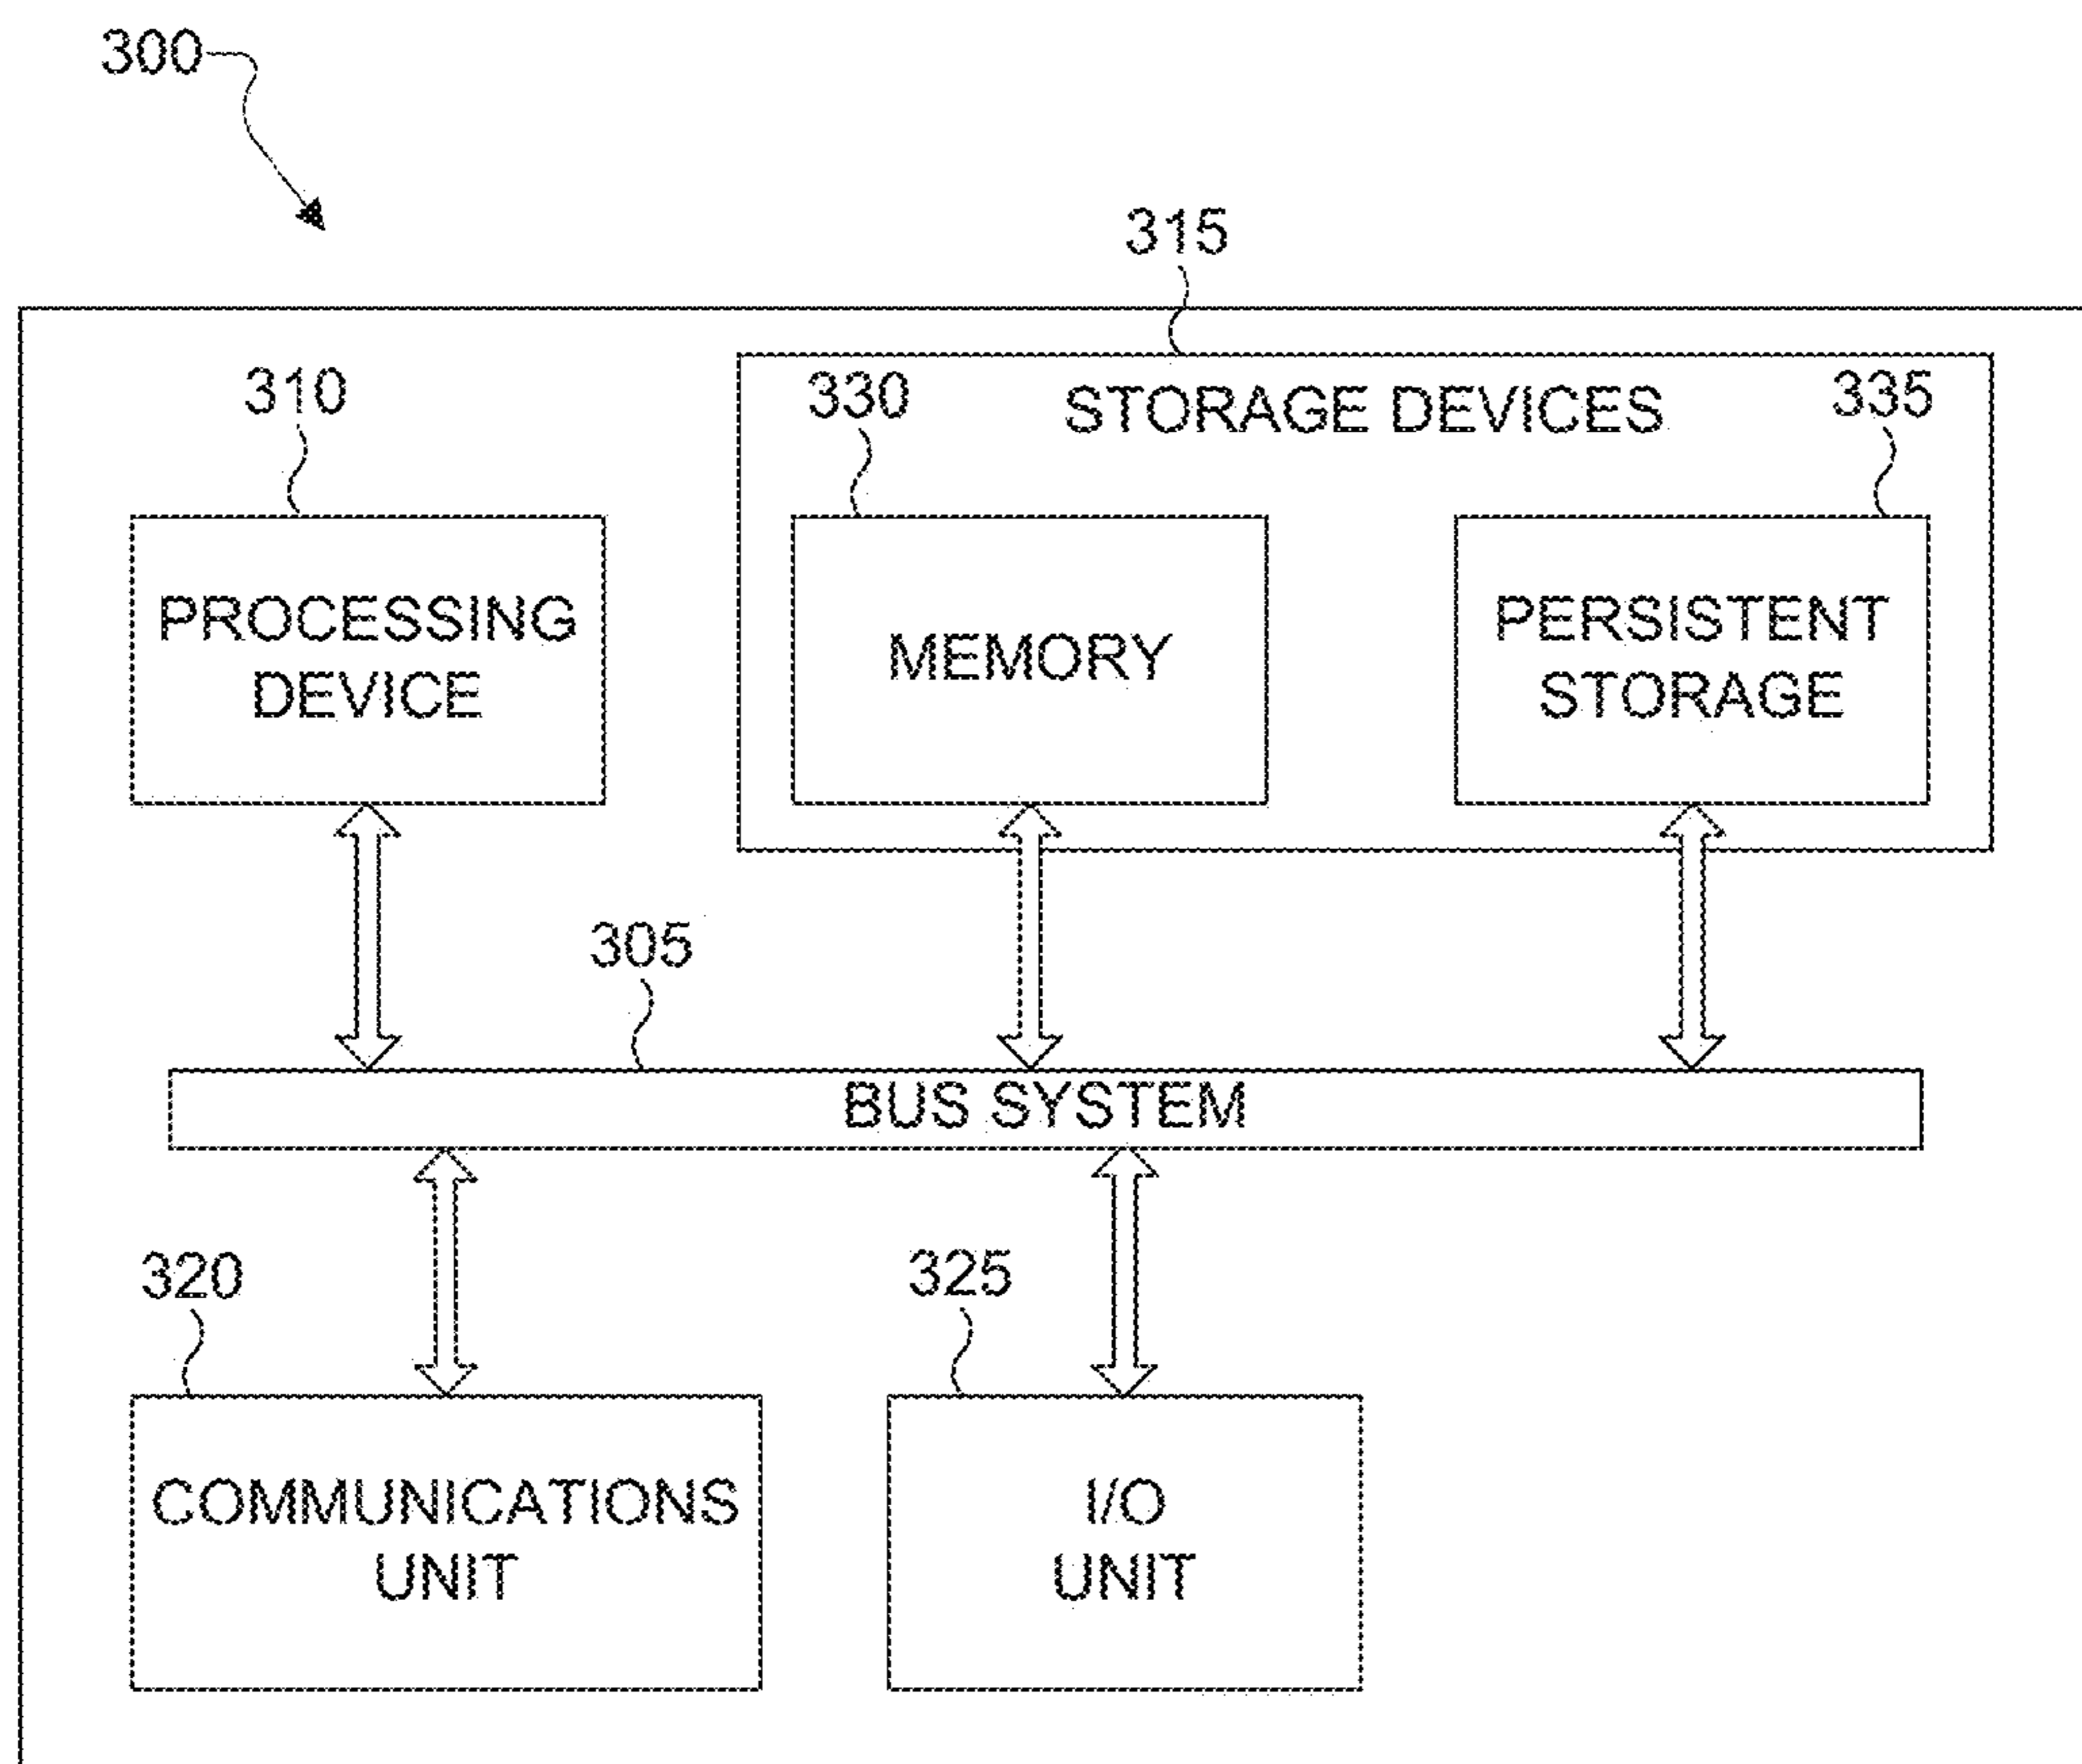 300
315
310
330
STORAGE DEVICES
335
PROCESSING
DEVICE
MEMORY
PERSISTENT
STORAGE
305
BUS SYSTEM
320
325
COMMUNICATIONS
UNIT
I/O
UNIT